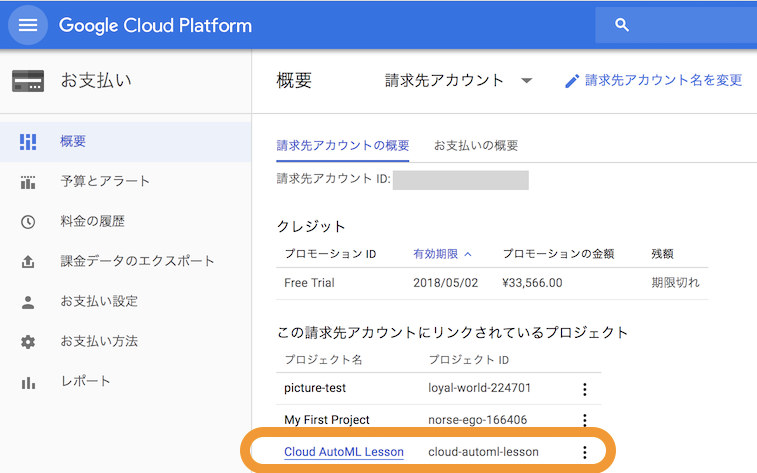 Google Cloud Platform
お支払い
概要
予算とアラート
料金の履歴
課金データのエクスポート
お支払い設定
お支払い方法
レポート
概要 請求先アカウント 請求先アカウント名を変更
請求先アカウントの概要 お支払いの概要
請求先アカウント ID:
クレジット
プロモーション ID 有効期限 プロモーションの金額 残額
Free Trial 2018/05/02 ¥33,566.00 期限切れ
この請求先アカウントにリンクされているプロジェクト
プロジェクト名 プロジェクト ID
picture-test loyal-world-224701
My First Project norse-ego-166406
Cloud AutoML Lesson cloud-automl-lesson